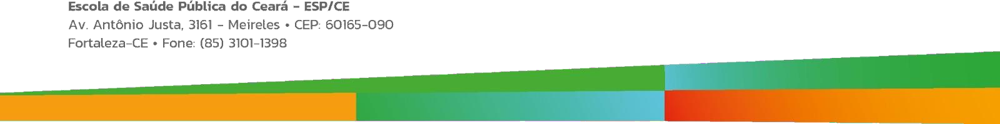 Escola de Saúde Pública do Ceará - ESP/CE
Av. Antônio Justa, 3161 - Meireles • CEP: 60165-090
Fortaleza-CE • Fone: (85) 3101-1398